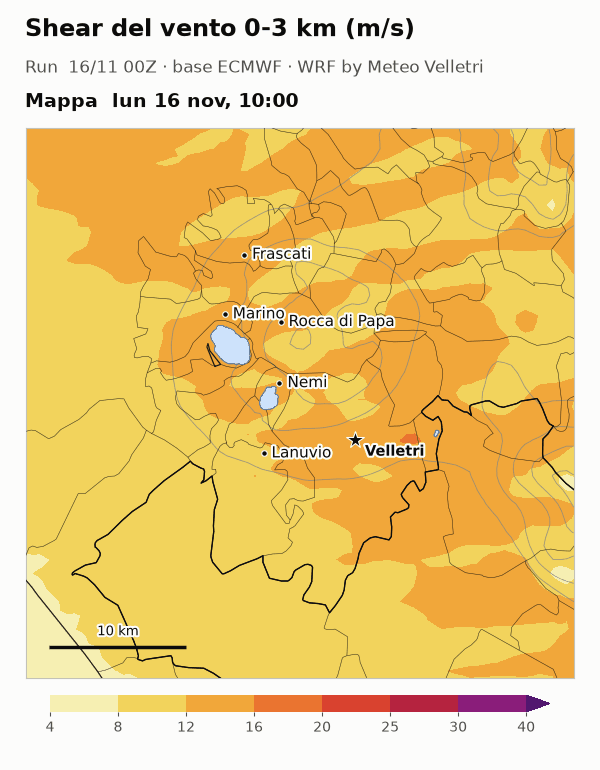 Shear del vento 0-3 km (m/s)
Run  16/11 00Z · base ECMWF · WRF by Meteo Velletri
Mappa  lun 16 nov, 10:00
Frascati
Marino
Rocca di Papa
Nemi
Velletri
Lanuvio
10 km
4 8 12 16 20 25 30 40